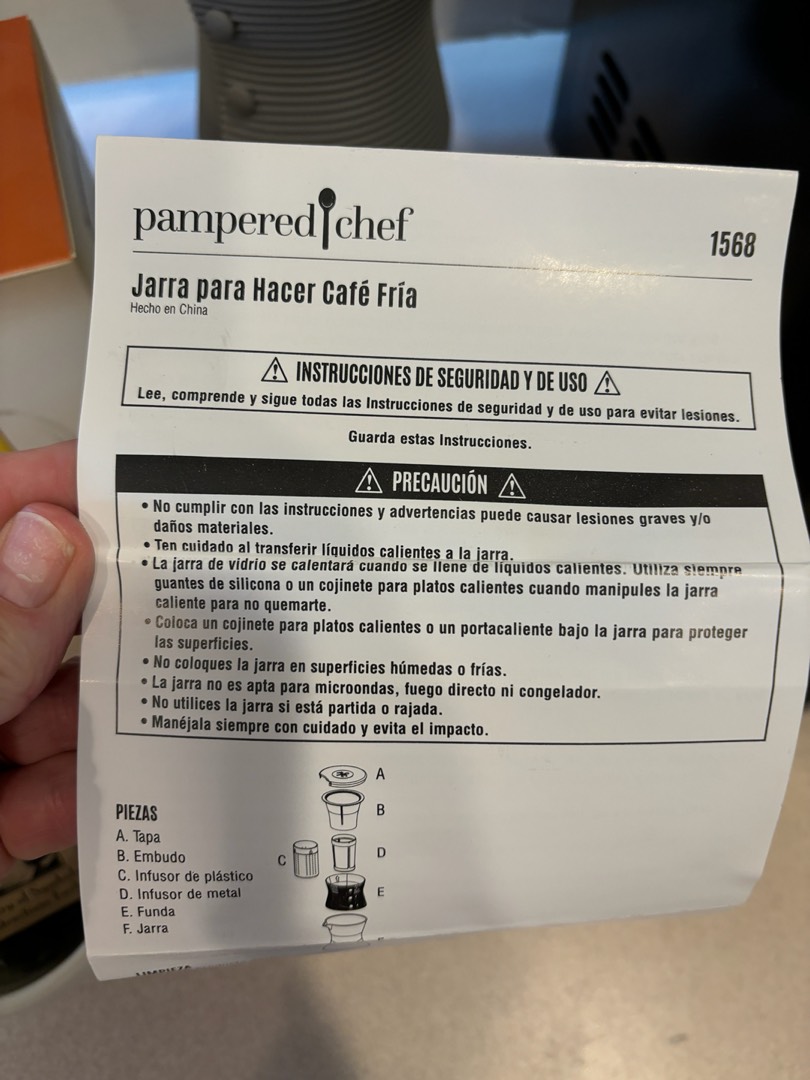 pampered chef
1568
Jarra para Hacer Café Fría
Hecho en China
INSTRUCCIONES DE SEGURIDAD Y DE USO
Lee, comprende y sigue todas las Instrucciones de seguridad y de uso para evitar lesiones.
Guarda estas Instrucciones.
PRECAUCIÓN
• No cumplir con las instrucciones y advertencias puede causar lesiones graves y/o
daños materiales.
• Ten cuidado al transferir líquidos calientes a la jarra.
• La jarra de vidrio se calentará cuando se llene de líquidos calientes. Utiliza siempre
guantes de silicona o un cojinete para platos calientes cuando manipules la jarra
caliente para no quemarte.
• Coloca un cojinete para platos calientes o un portacaliente bajo la jarra para proteger
las superficies.
• No coloques la jarra en superficies húmedas o frías.
• La jarra no es apta para microondas, fuego directo ni congelador.
• No utilices la jarra si está partida o rajada.
• Manéjala siempre con cuidado y evita el impacto.
PIEZAS
A. Tapa
B. Embudo
C. Infusor de plástico
D. Infusor de metal
E. Funda
F. Jarra
A
B
C
D
E
LIMPIEZA